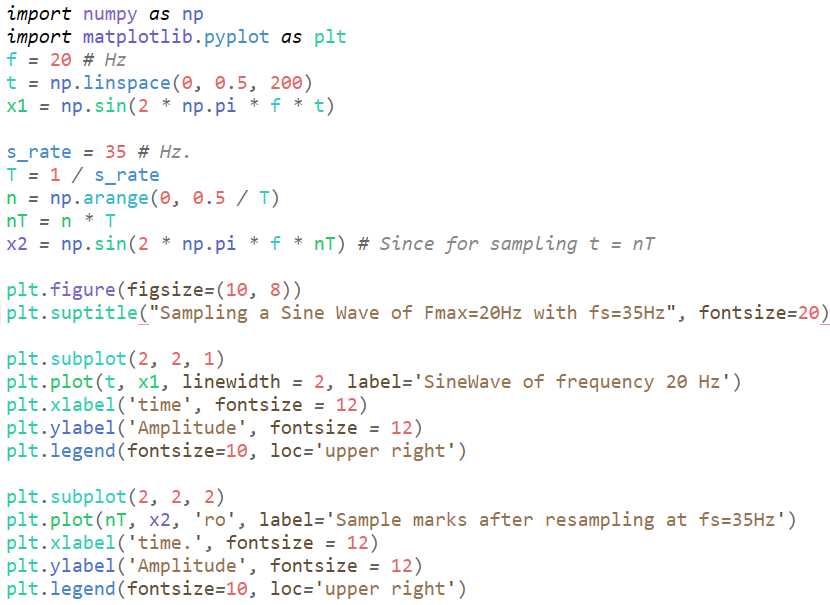 import numpy as np
import matplotlib.pyplot as plt
f = 20 # Hz
t = np.linspace(0, 0.5, 200)
x1 = np.sin(2 * np.pi * f * t)
s_rate = 35 # Hz.
T = 1 / s_rate
n = np.arange(0, 0.5 / T)
nT = n * T
x2 = np.sin(2 * np.pi * f * nT) # Since for sampling t = nT
plt.figure(figsize=(10, 8))
plt.suptitle("Sampling a Sine Wave of Fmax=20Hz with fs=35Hz", fontsize=20)
plt.subplot(2, 2, 1)
plt.plot(t, x1, linewidth = 2, label='SineWave of frequency 20 Hz')
plt.xlabel('time', fontsize = 12)
plt.ylabel('Amplitude', fontsize = 12)
plt.legend(fontsize=10, loc='upper right')
plt.subplot(2, 2, 2)
plt.plot(nT, x2, 'ro', label='Sample marks after resampling at fs=35Hz')
plt.xlabel('time.', fontsize = 12)
plt.ylabel('Amplitude', fontsize = 12)
plt.legend(fontsize=10, loc='upper right')